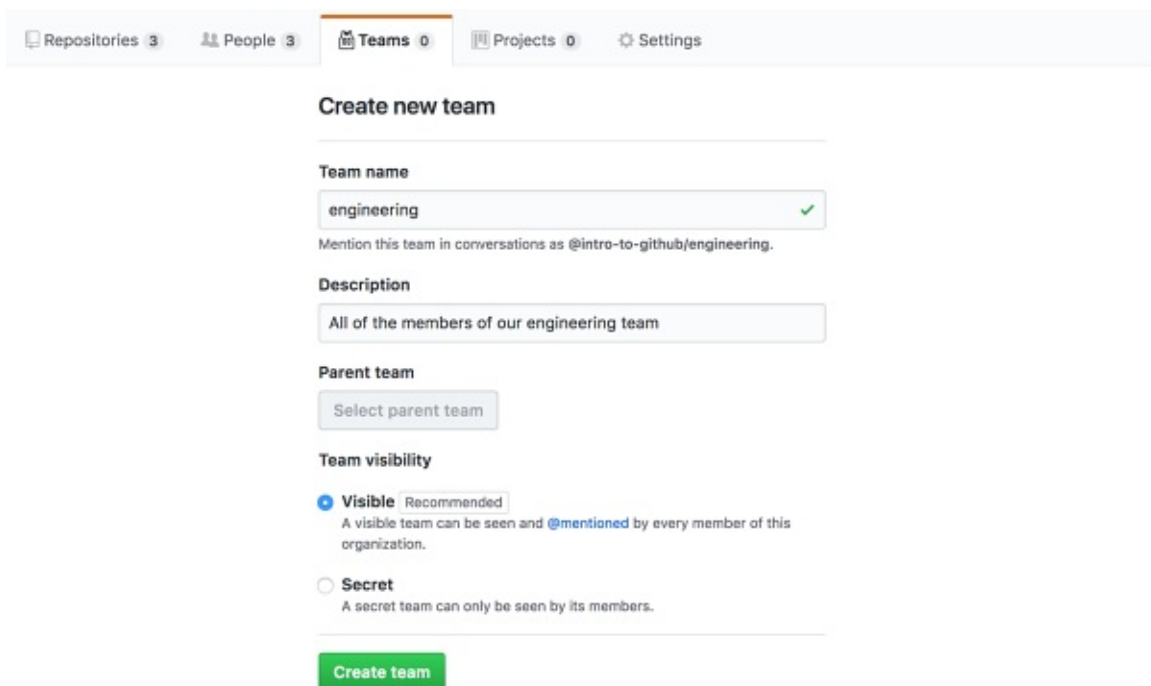 Repositories 3 People 3 Teams 0 Projects 0 Settings
Create new team
Team name
engineering
Mention this team in conversations as @intro-to-github/engineering.
Description
All of the members of our engineering team
Parent team
Select parent team
Team visibility
Visible Recommended
A visible team can be seen and @mentioned by every member of this
organization.
Secret
A secret team can only be seen by its members.
Create team